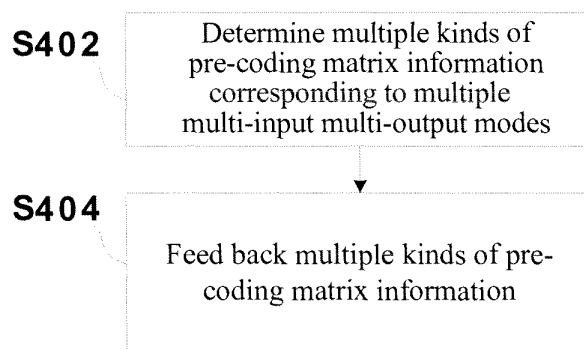 S402
Determine multiple kinds of
pre-coding matrix information
corresponding to multiple
multi-input multi-output modes
S404
Feed back multiple kinds of pre-
coding matrix information